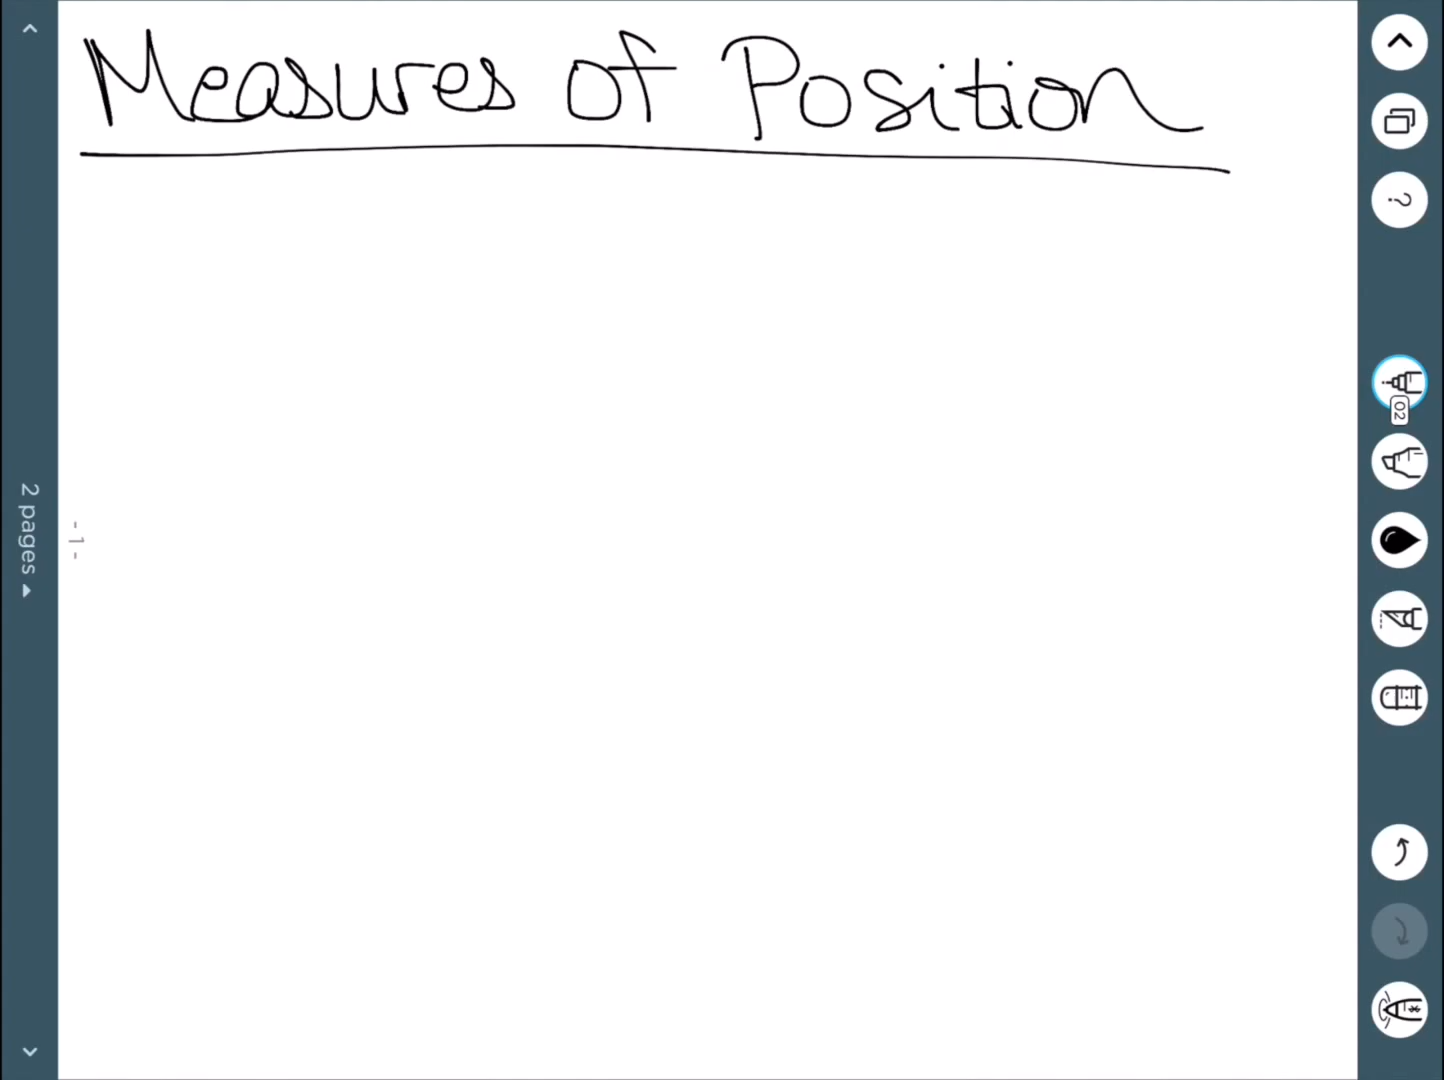 Measures of Position
- 1 -
2 pages
02
?